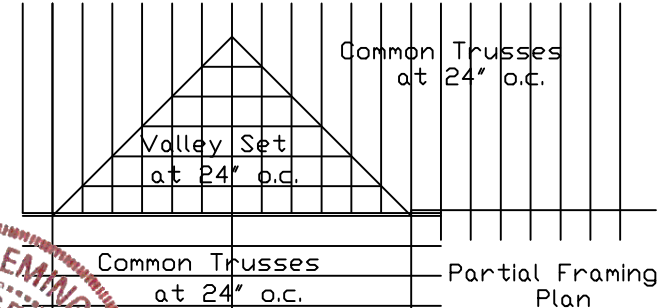 Common Trusses
at 24" o.c.
Valley Set
at 24" o.c.
Common Trusses
at 24" o.c.
Partial Framing
Plan